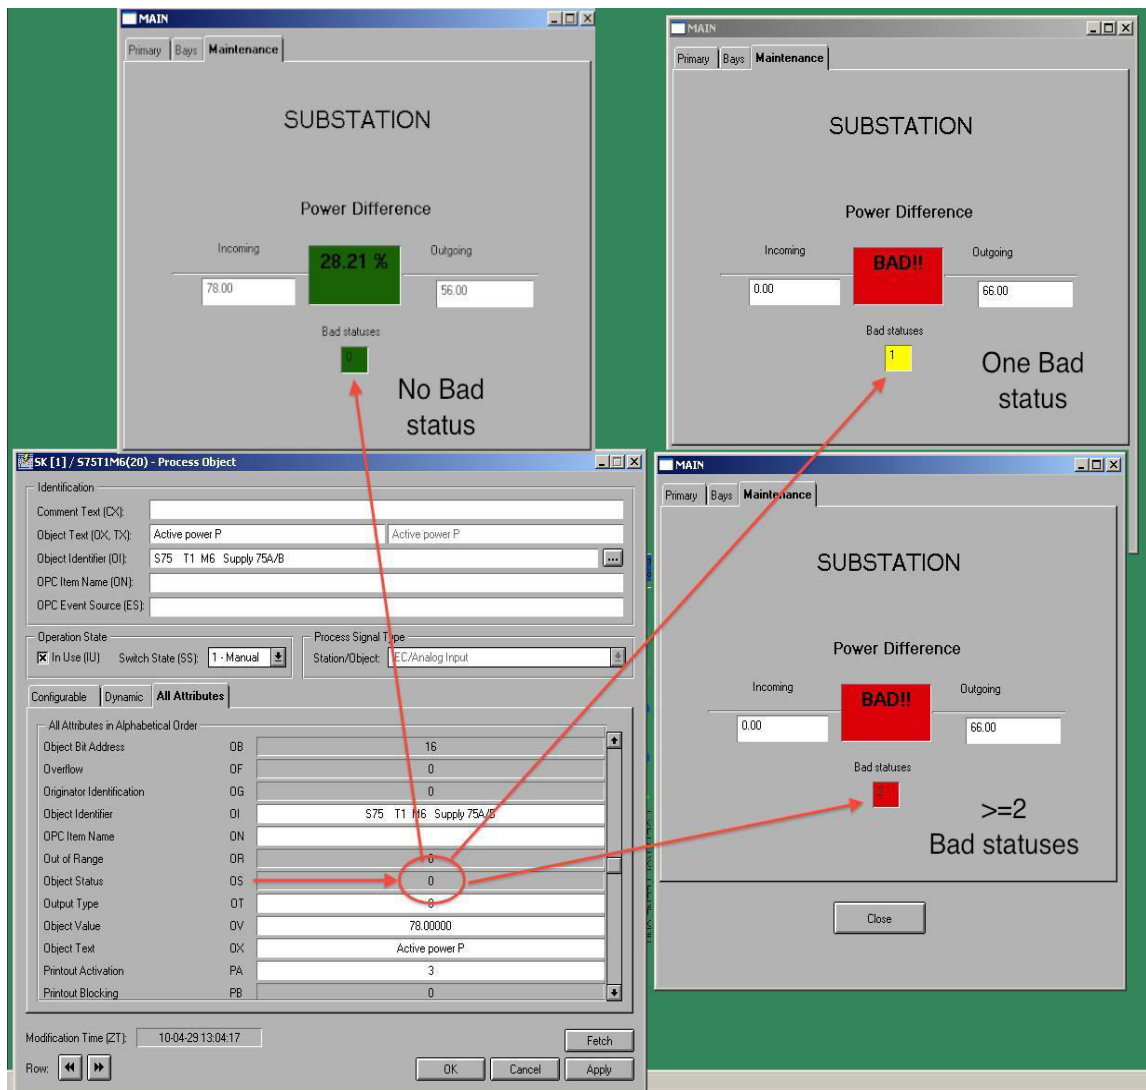 MAIN
Primary Bays Maintenance
SUBSTATION
Power Difference
Incoming
Outgoing
28.21 %
78.00
56.00
Bad statuses
0
No Bad
status
MAIN
Primary Bays Maintenance
SUBSTATION
Power Difference
Incoming
Outgoing
BAD!!
0.00
66.00
Bad statuses
1
One Bad
status
SK [1] / S75T1M6(20) - Process Object
Identification
Comment Text (CX):
Object Text (OX, TX): Active power P Active power P
Object Identifier (OI): S75 T1 M6 Supply 75A/B ...
OPC Item Name (ON):
OPC Event Source (ES):
Operation State
In Use (IU) Switch State (SS): 1 - Manual
Process Signal Type
Station/Object: IEC/Analog Input
Configurable Dynamic All Attributes
All Attributes in Alphabetical Order
Object Bit Address OB 16
Overflow OF 0
Originator Identification OG 0
Object Identifier OI S75 T1 M6 Supply 75A/B
OPC Item Name ON
Out of Range OR 0
Object Status OS 0
Output Type OT 0
Object Value OV 78.00000
Object Text OX Active power P
Printout Activation PA 3
Printout Blocking PB 0
Modification Time (ZT): 10-04-29 13:04:17
Fetch
Row:
OK Cancel Apply
MAIN
Primary Bays Maintenance
SUBSTATION
Power Difference
Incoming
Outgoing
BAD!!
0.00
66.00
Bad statuses
2
>=2
Bad statuses
Close